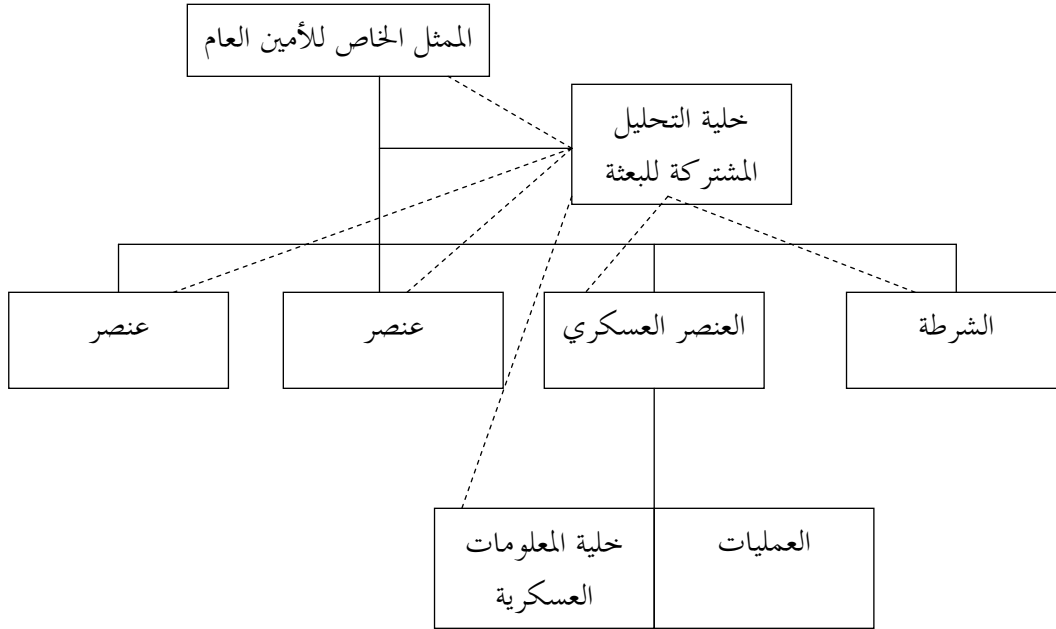 الممثل الخاص للأمين العام
خلية التحليل
المشتركة للبعثة
الشرطة
العنصر العسكري
عنصر
عنصر
العمليات
خلية المعلومات
العسكرية